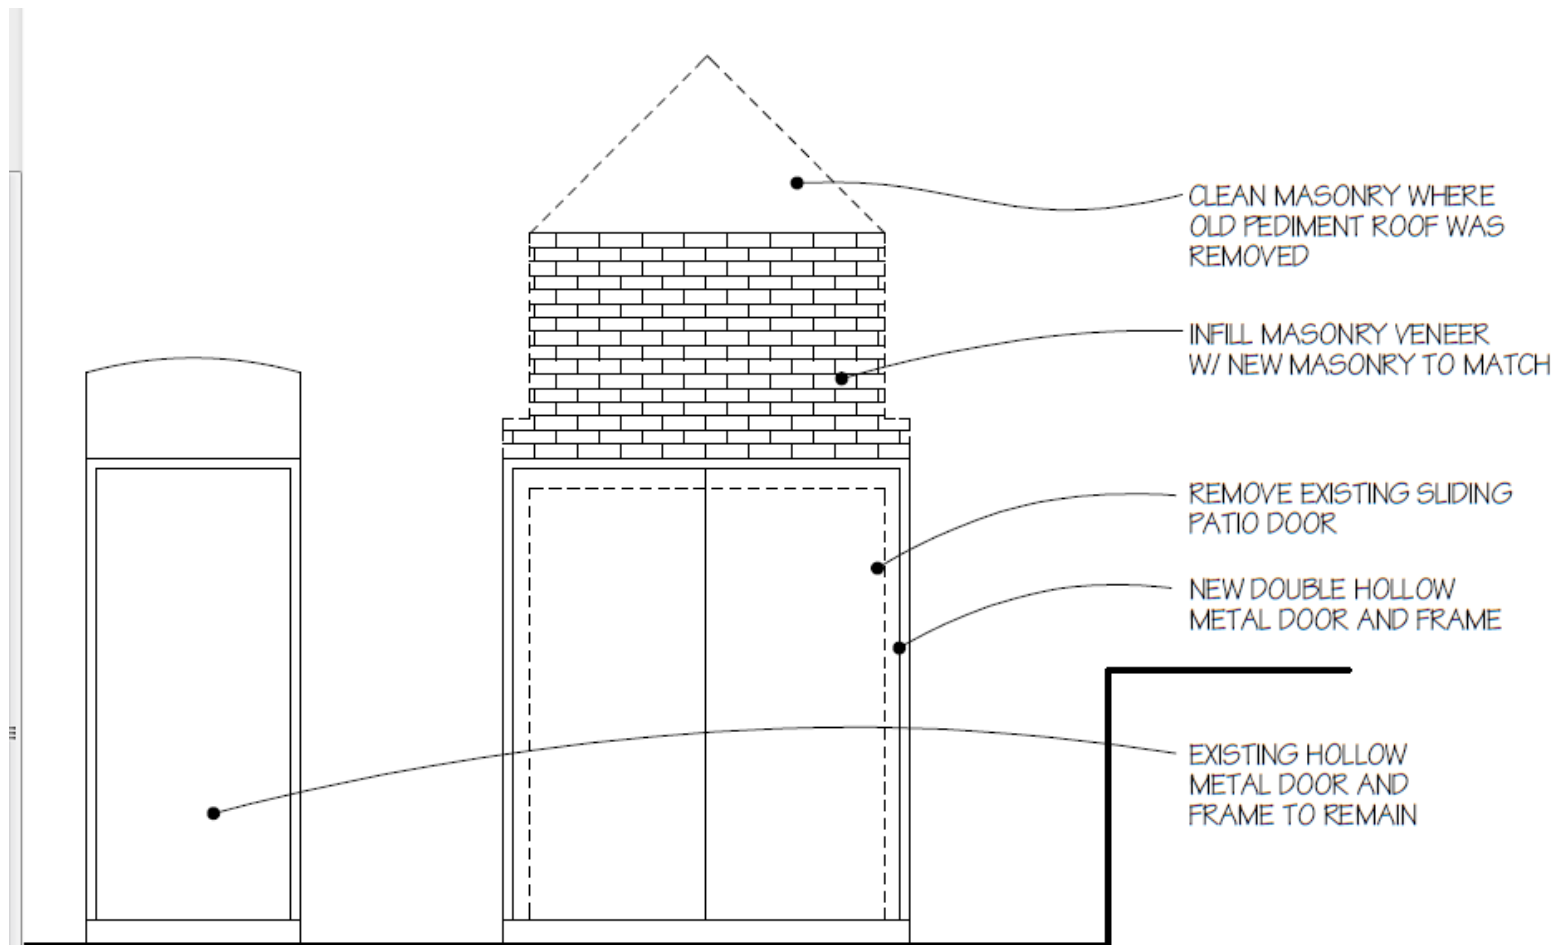 CLEAN MASONRY WHERE
OLD PEDIMENT ROOF WAS
REMOVED
INFILL MASONRY VENEER
W/ NEW MASONRY TO MATCH
REMOVE EXISTING SLIDING
PATIO DOOR
NEW DOUBLE HOLLOW
METAL DOOR AND FRAME
EXISTING HOLLOW
METAL DOOR AND
FRAME TO REMAIN